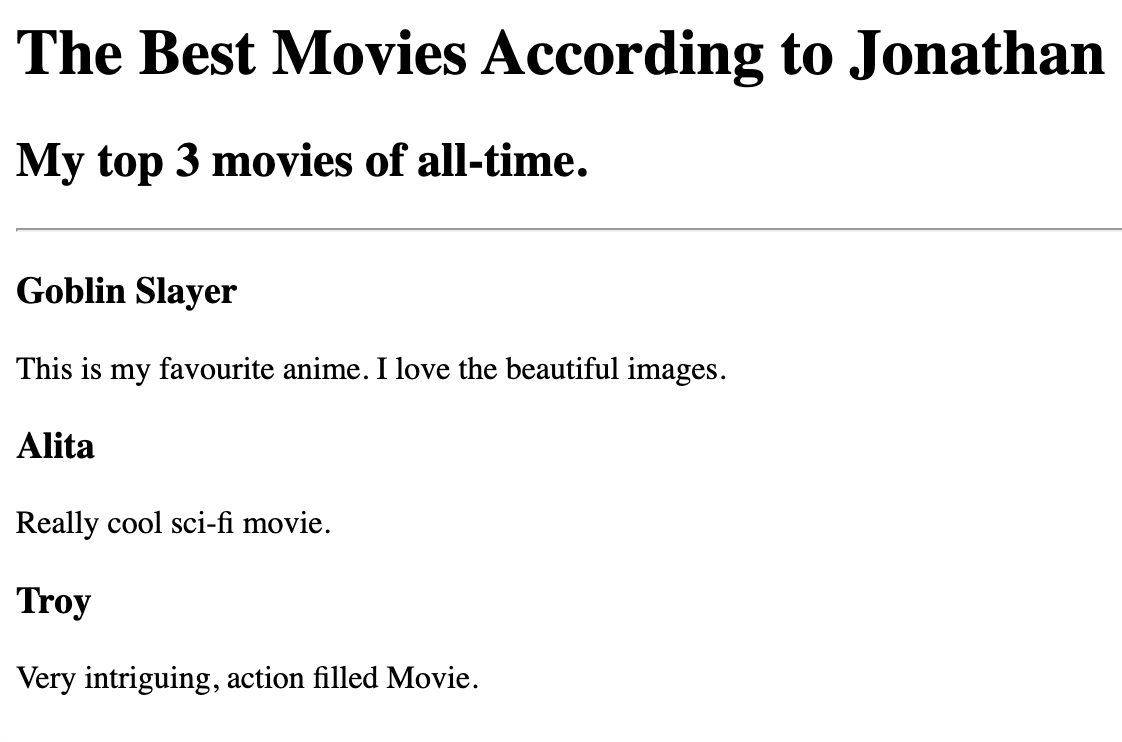 The Best Movies According to Jonathan
My top 3 movies of all-time.
Goblin Slayer
This is my favourite anime. I love the beautiful images.
Alita
Really cool sci-fi movie.
Troy
Very intriguing, action filled Movie.